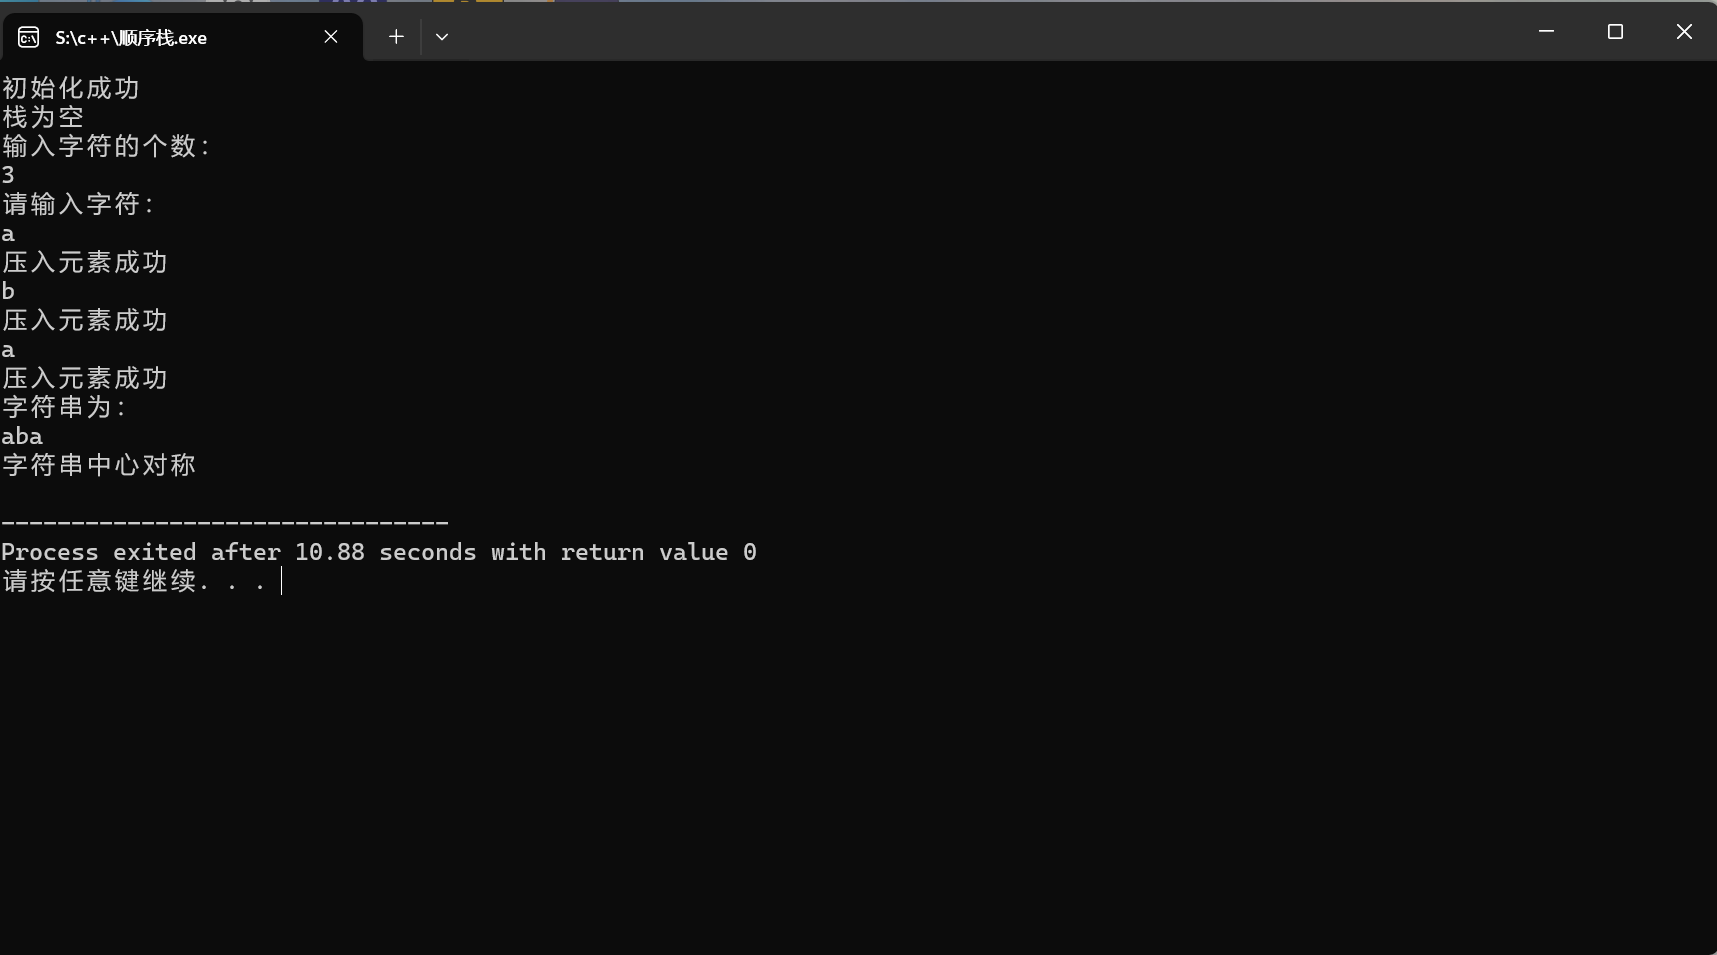 S:\c++\顺序栈.exe
初始化成功
栈为空
输入字符的个数：
3
请输入字符：
a
压入元素成功
b
压入元素成功
a
压入元素成功
字符串为：
aba
字符串中心对称
--------------------------------
Process exited after 10.88 seconds with return value 0
请按任意键继续. . .